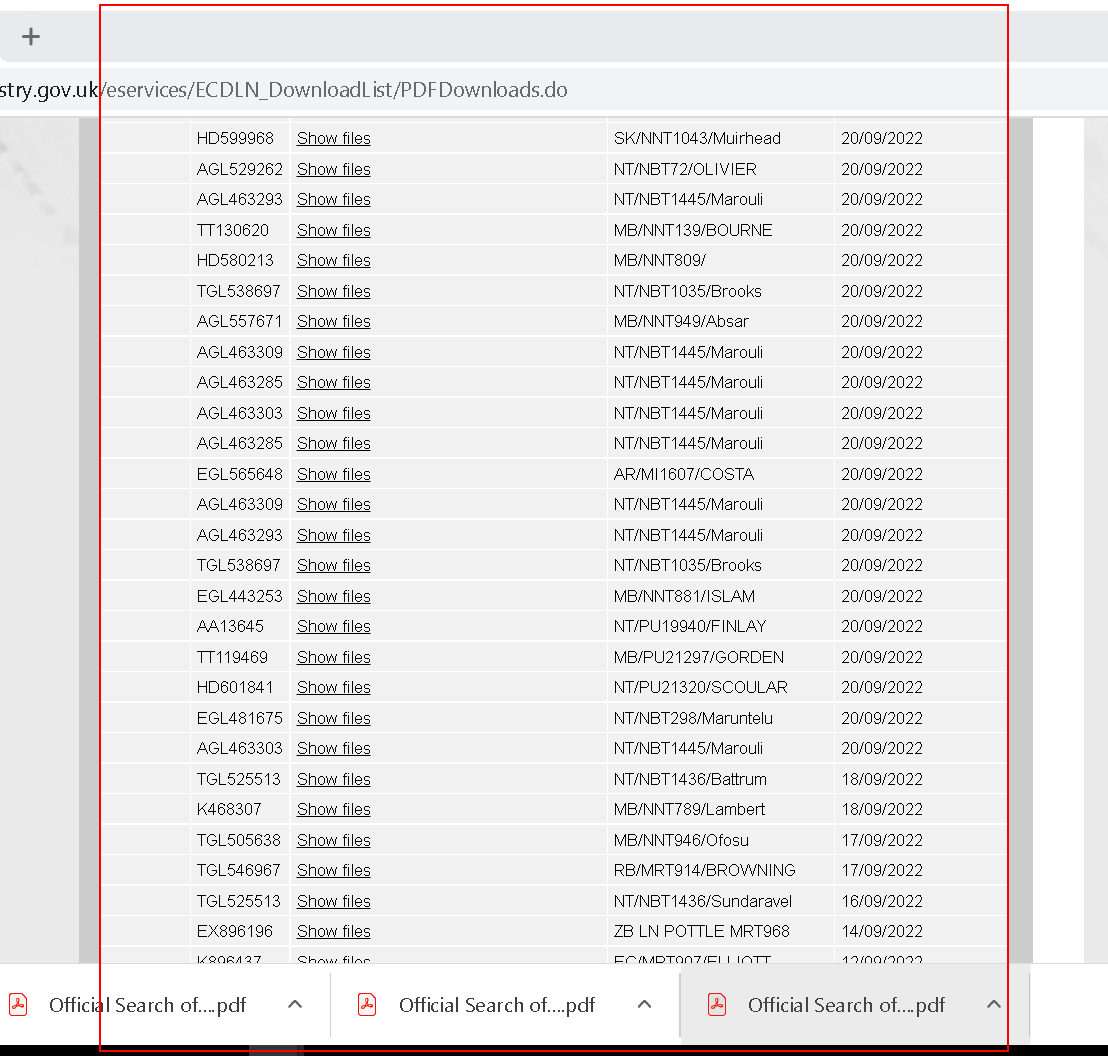 +
stry.gov.uk/eservices/ECDLN_DownloadList/PDFDownloads.do
HD599968 Show files SK/NNT1043/Muirhead 20/09/2022
AGL529262 Show files NT/NBT72/OLIVIER 20/09/2022
AGL463293 Show files NT/NBT1445/Marouli 20/09/2022
TT130620 Show files MB/NNT139/BOURNE 20/09/2022
HD580213 Show files MB/NNT809/ 20/09/2022
TGL538697 Show files NT/NBT1035/Brooks 20/09/2022
AGL557671 Show files MB/NNT949/Absar 20/09/2022
AGL463309 Show files NT/NBT1445/Marouli 20/09/2022
AGL463285 Show files NT/NBT1445/Marouli 20/09/2022
AGL463303 Show files NT/NBT1445/Marouli 20/09/2022
AGL463285 Show files NT/NBT1445/Marouli 20/09/2022
EGL565648 Show files AR/MI1607/COSTA 20/09/2022
AGL463309 Show files NT/NBT1445/Marouli 20/09/2022
AGL463293 Show files NT/NBT1445/Marouli 20/09/2022
TGL538697 Show files NT/NBT1035/Brooks 20/09/2022
EGL443253 Show files MB/NNT881/ISLAM 20/09/2022
AA13645 Show files NT/PU19940/FINLAY 20/09/2022
TT119469 Show files MB/PU21297/GORDEN 20/09/2022
HD601841 Show files NT/PU21320/SCOULAR 20/09/2022
EGL481675 Show files NT/NBT298/Maruntelu 20/09/2022
AGL463303 Show files NT/NBT1445/Marouli 20/09/2022
TGL525513 Show files NT/NBT1436/Battrum 18/09/2022
K468307 Show files MB/NNT789/Lambert 18/09/2022
TGL505638 Show files MB/NNT946/Ofosu 17/09/2022
TGL546967 Show files RB/MRT914/BROWNING 17/09/2022
TGL525513 Show files NT/NBT1436/Sundaravel 16/09/2022
EX896196 Show files ZB LN POTTLE MRT968 14/09/2022
K896437 Show files EC/MRT907/ELLIOTT 12/09/2022
Official Search of....pdf Official Search of....pdf Official Search of....pdf